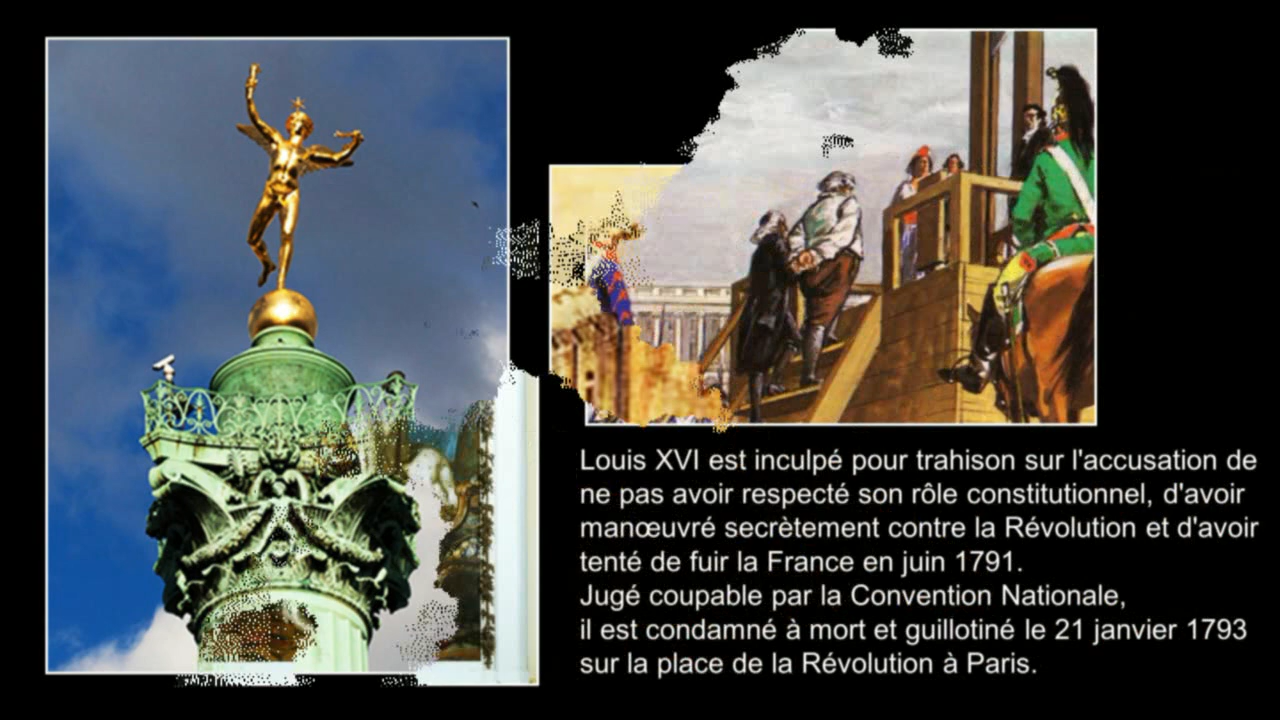 Louis XVI est inculpé pour trahison sur l'accusation de
ne pas avoir respecté son rôle constitutionnel, d'avoir
manœuvré secrètement contre la Révolution et d'avoir
tenté de fuir la France en juin 1791.
Jugé coupable par la Convention Nationale,
il est condamné à mort et guillotiné le 21 janvier 1793
sur la place de la Révolution à Paris.